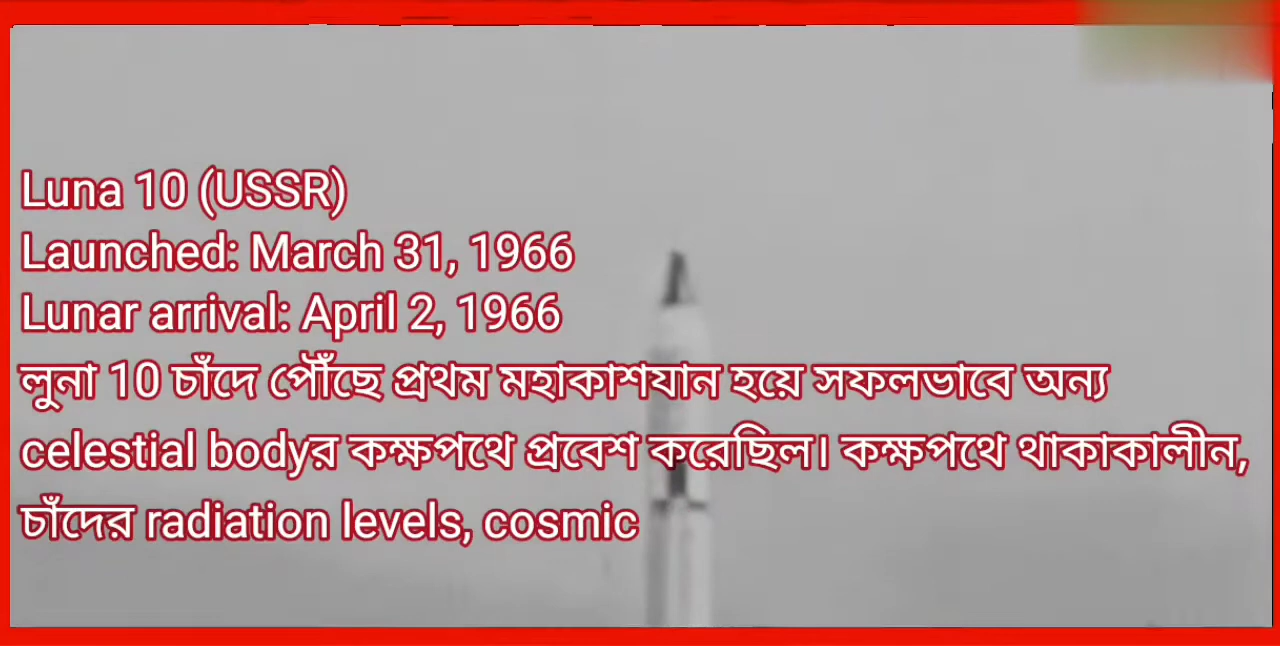 Luna 10 (USSR)
Launched: March 31, 1966
Lunar arrival: April 2, 1966
লুনা 10 চাঁদে পৌঁছে প্রথম মহাকাশযান হয়ে সফলভাবে অন্য
celestial bodyর কক্ষপথে প্রবেশ করেছিল। কক্ষপথে থাকাকালীন,
চাঁদের radiation levels, cosmic